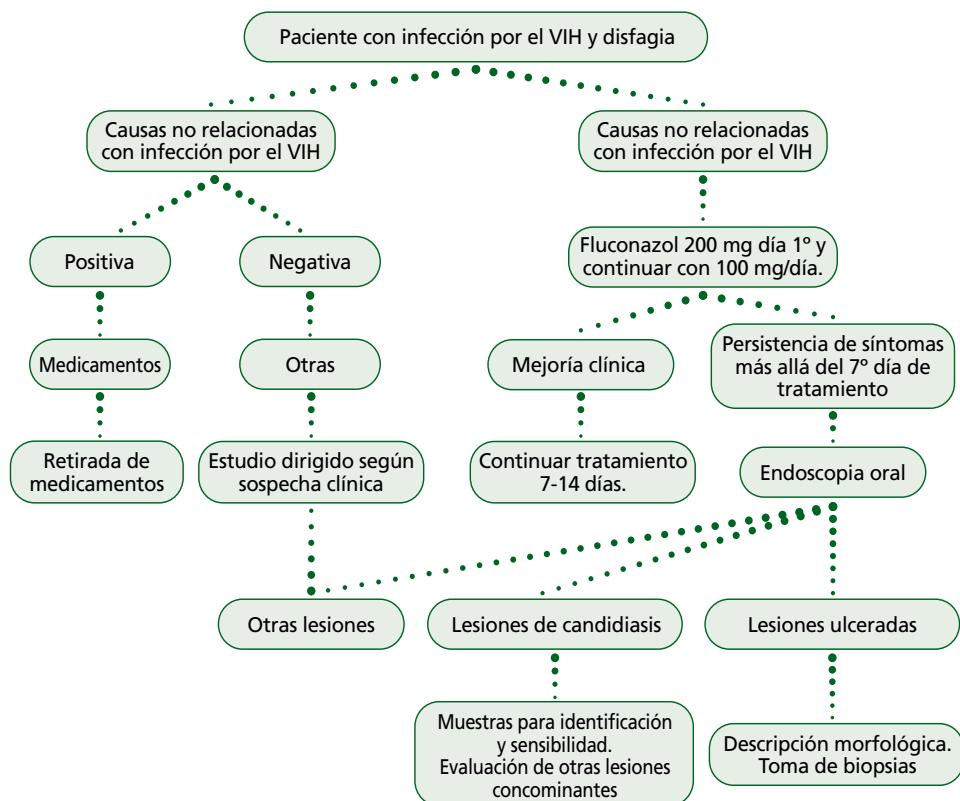 Paciente con infección por el VIH y disfagia
Causas no relacionadas
con infección por el VIH
Causas no relacionadas
con infección por el VIH
Positiva
Negativa
Fluconazol 200 mg día 1º y
continuar con 100 mg/día.
Medicamentos
Otras
Mejoría clínica
Persistencia de síntomas
más allá del 7º día de
tratamiento
Retirada de
medicamentos
Estudio dirigido según
sospecha clínica
Continuar tratamiento
7-14 días.
Endoscopia oral
Otras lesiones
Lesiones de candidiasis
Lesiones ulceradas
Muestras para identificación
y sensibilidad.
Evaluación de otras lesiones
concominantes
Descripción morfológica.
Toma de biopsias